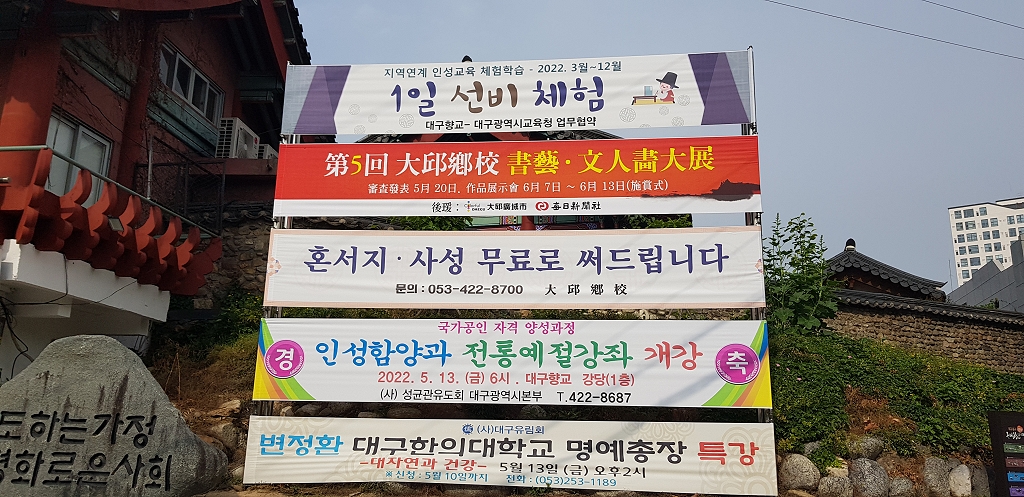 지역연계 인성교육 체험학습 - 2022. 3월~12월
1일 선비 체험
대구향교- 대구광역시교육청 업무협약
第5回 大邱鄕校 書藝·文人畵大展
審査發表 5月 20日. 作品展示會 6月 7日 ～ 6月 13日(施賞式)
後瑗 : 大邱廣域市 每日新聞社
혼서지 · 사성 무료로 써드립니다
문의 : 053-422-8700 大邱鄕校
국가공인 자격 양성과정
경 인성함양과 전통예절강좌 개강 축
2022. 5. 13. (금) 6시 . 대구향교 강당(1층)
(사) 성균관유도회 대구광역시본부 T.422-8687
(사)대구유림회
변정환 대구한의대학교 명예총장 특강
-대자연과 건강- 5월 13일 (금) 오후2시
※신청 : 5월 10일까지 전화 : (053)253-1189
도하는가정
평화로운사회